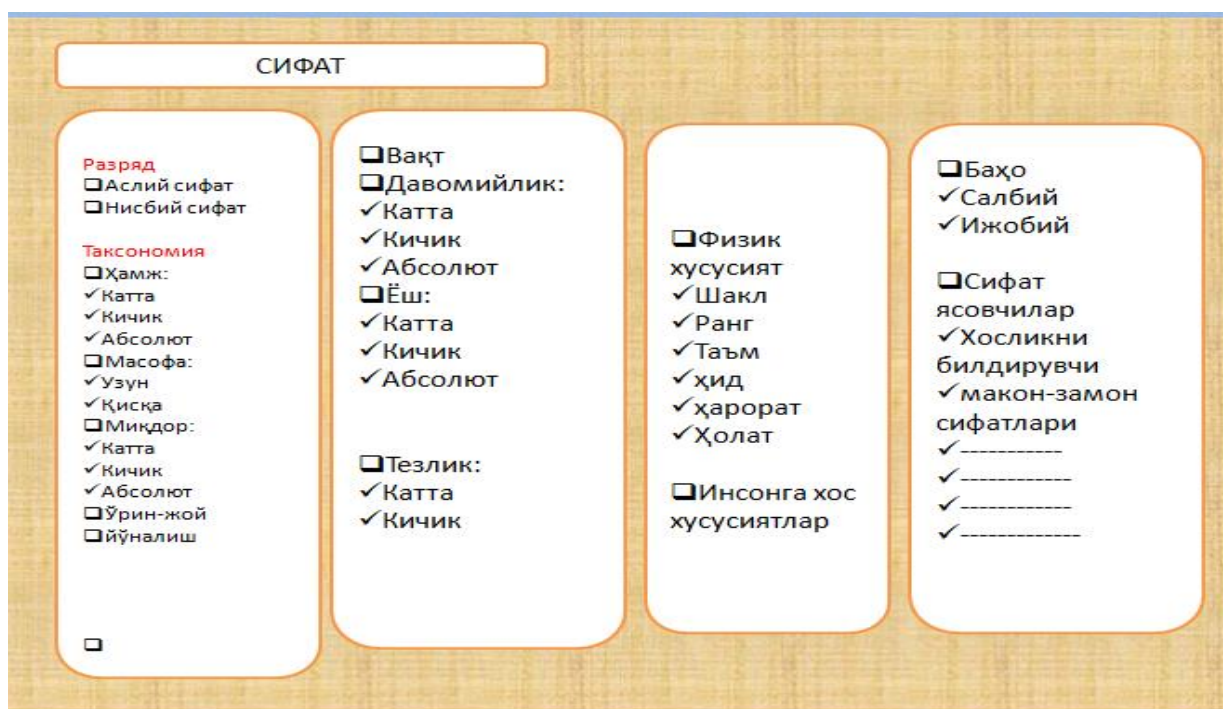 СИФАТ
Разряд
❑Аслий сифат
❑Нисбий сифат
Таксономия
❑Ҳамж:
✓Катта
✓Кичик
✓Абсолют
❑Масофа:
✓Узун
✓Қисқа
❑Миқдор:
✓Катта
✓Кичик
✓Абсолют
❑Ўрин-жой
❑йўналиш
❑
❑Вақт
❑Давомийлик:
✓Катта
✓Кичик
✓Абсолют
❑Ёш:
✓Катта
✓Кичик
✓Абсолют
❑Тезлик:
✓Катта
✓Кичик
❑Физик
хусусият
✓Шакл
✓Ранг
✓Таъм
✓ҳид
✓ҳарорат
✓Ҳолат
❑Инсонга хос
хусусиятлар
❑Баҳо
✓Салбий
✓Ижобий
❑Сифат
ясовчилар
✓Хосликни
билдирувчи
✓макон-замон
сифатлари
✓-----------
✓------------
✓------------
✓-------------